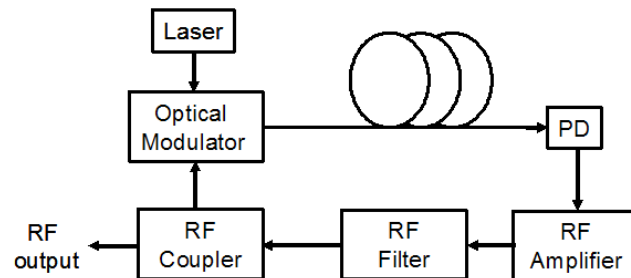 Laser
Optical
Modulator
PD
RF
output
RF
Coupler
RF
Filter
RF
Amplifier